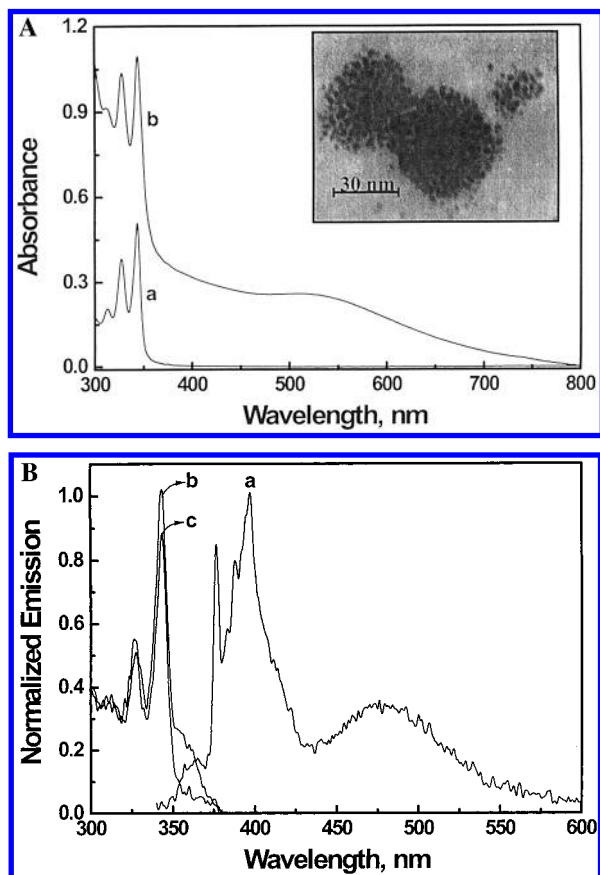 A
1.2
0.9
0.6
0.3
0.0
Absorbance
b
a
30 nm
300 400 500 600 700 800
Wavelength, nm
B
1.0
0.8
0.6
0.4
0.2
0.0
Normalized Emission
b
c
a
300 350 400 450 500 550 600
Wavelength, nm